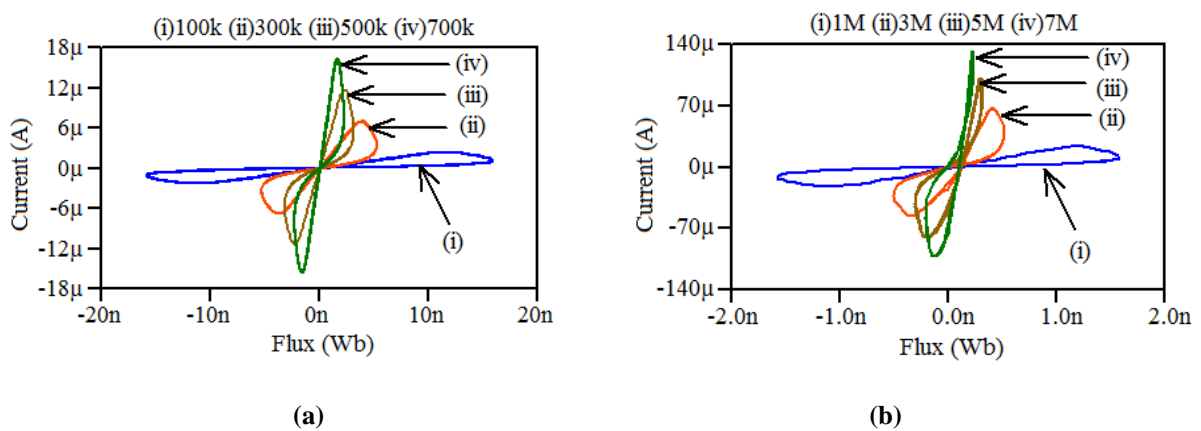 (i)100k (ii)300k (iii)500k (iv)700k
18μ
12μ
6μ
0μ
-6μ
-12μ
-18μ
Current (A)
(iv)
(iii)
(ii)
(i)
-20n
-10n
0n
10n
20n
Flux (Wb)
(a)
(i)1M (ii)3M (iii)5M (iv)7M
140μ
70μ
0μ
-70μ
-140μ
Current (A)
(iv)
(iii)
(ii)
(i)
-2.0n
-1.0n
0.0n
1.0n
2.0n
Flux (Wb)
(b)